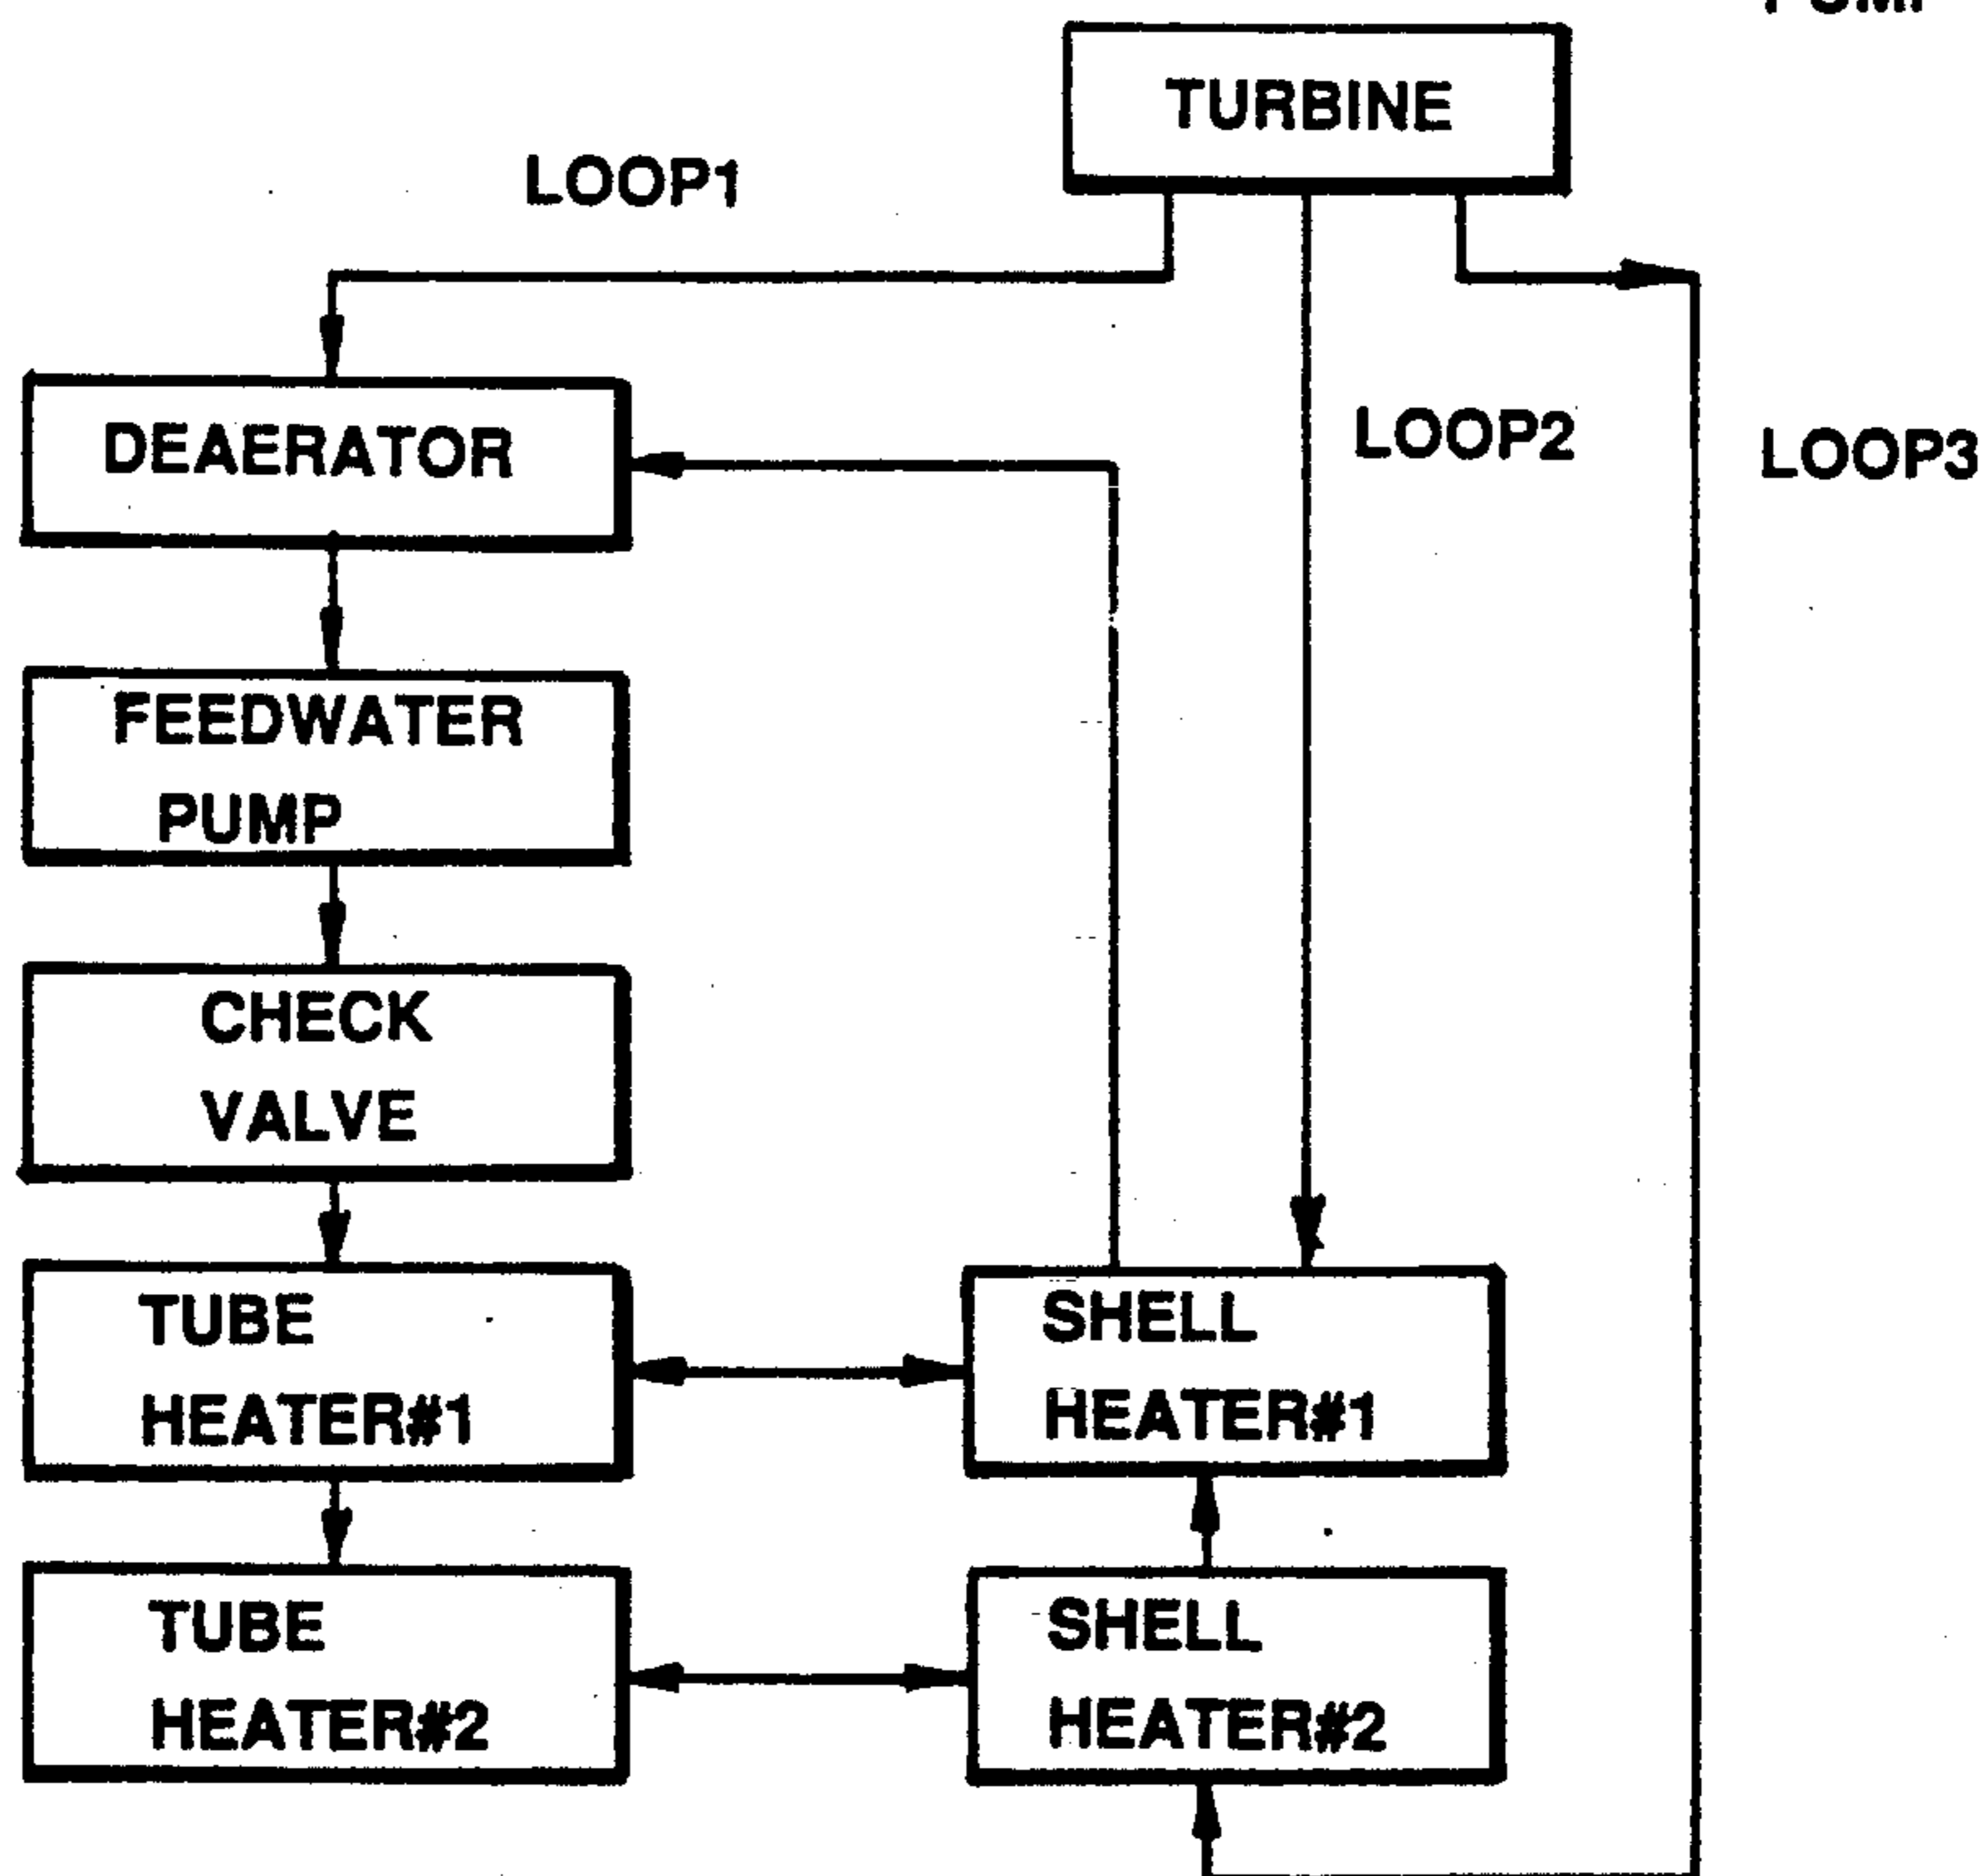 TURBINE
LOOP1
LOOP2
LOOP3
DEAERATOR
FEEDWATER
PUMP
CHECK
VALVE
TUBE
HEATER#1
SHELL
HEATER#1
TUBE
HEATER#2
SHELL
HEATER#2